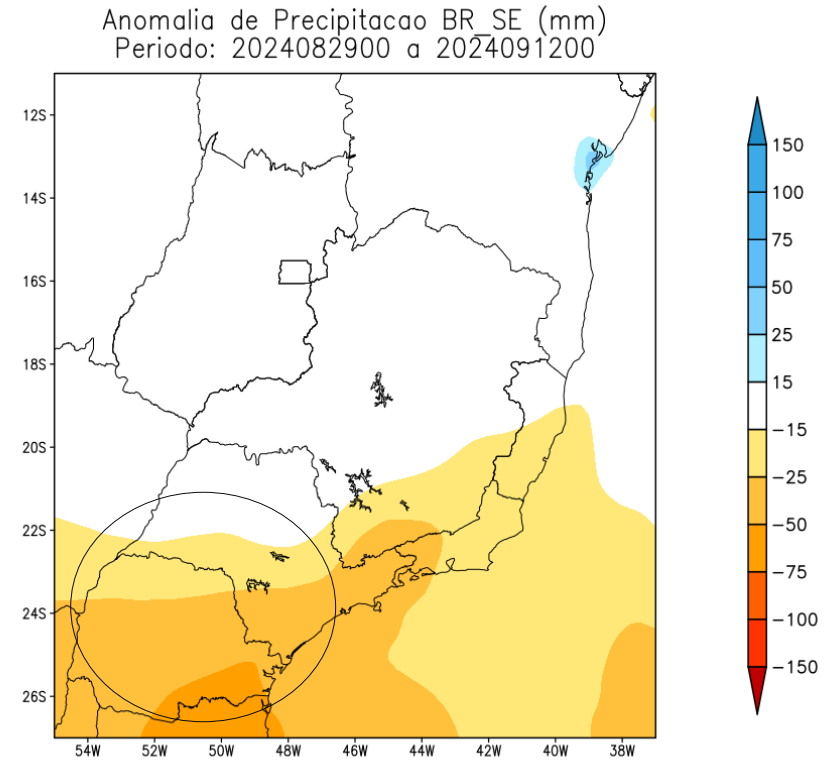 Anomalia de Precipitacao BR_SE (mm)
Periodo: 2024082900 a 2024091200
12S
14S
16S
18S
20S
22S
24S
26S
54W 52W 50W 48W 46W 44W 42W 40W 38W
150
100
75
50
25
15
-15
-25
-50
-75
-100
-150